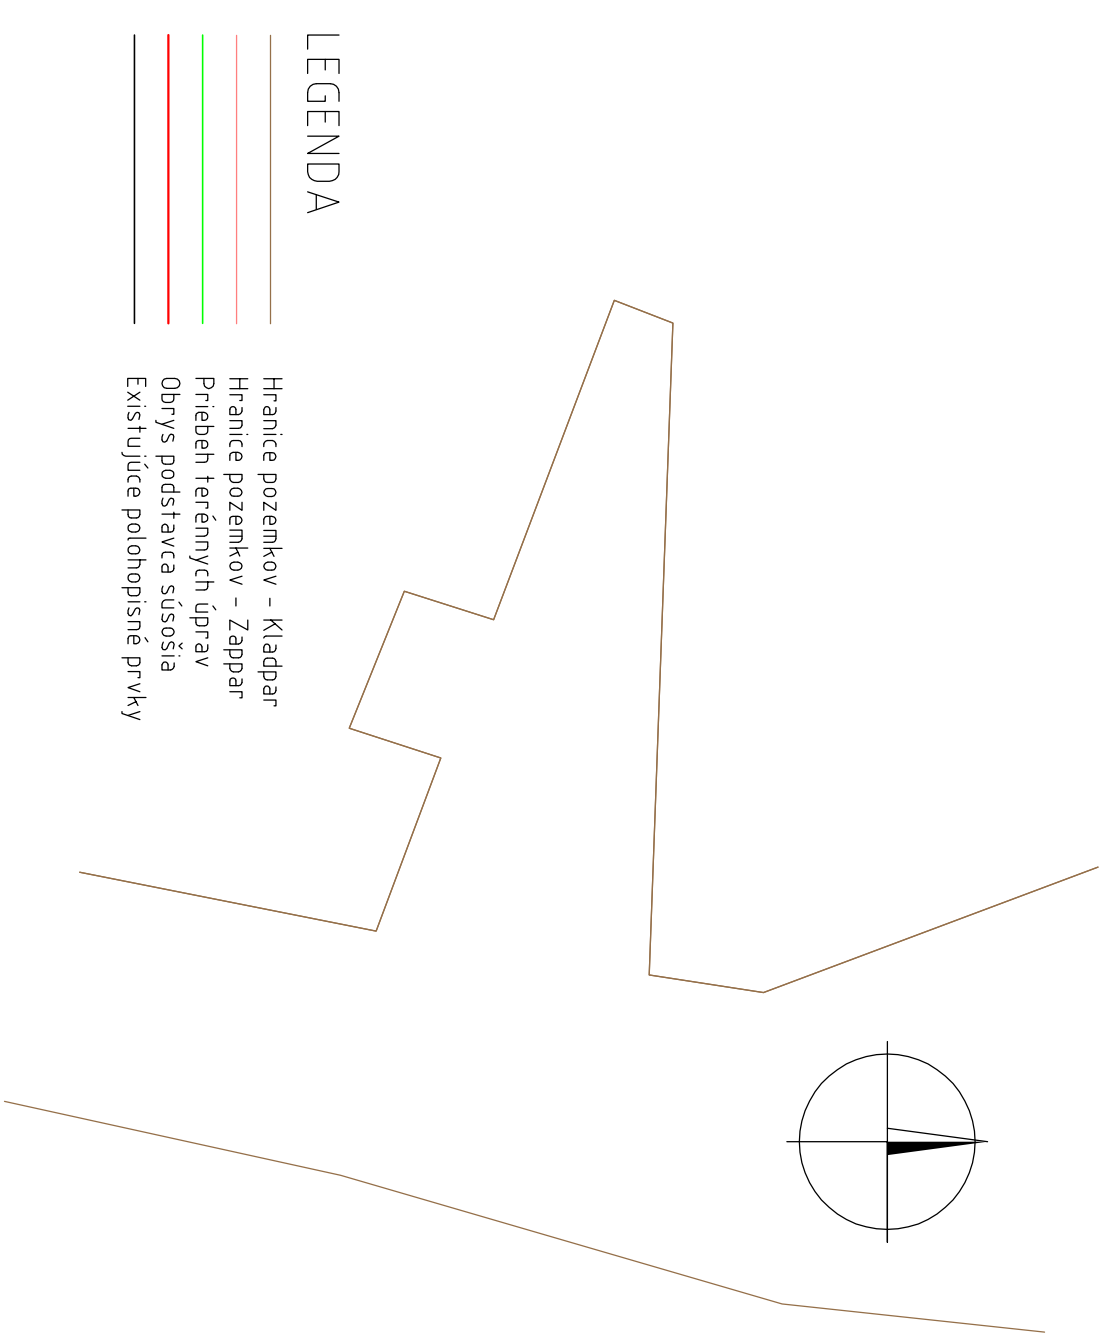 LEGENDA
Hranice pozemkov - Kladpar
Hranice pozemkov - Zappar
Priebeh terénnych úprav
Obrys podstavca súsošia
Existujúce polohopisné prvky